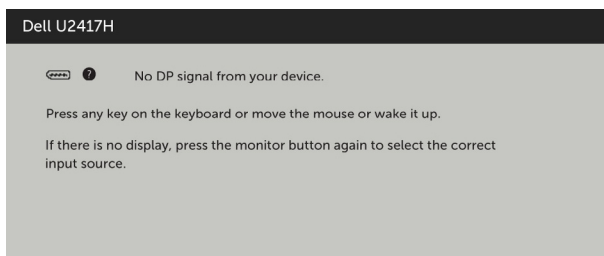 Dell U2417H
? No DP signal from your device.
Press any key on the keyboard or move the mouse or wake it up.
If there is no display, press the monitor button again to select the correct
input source.